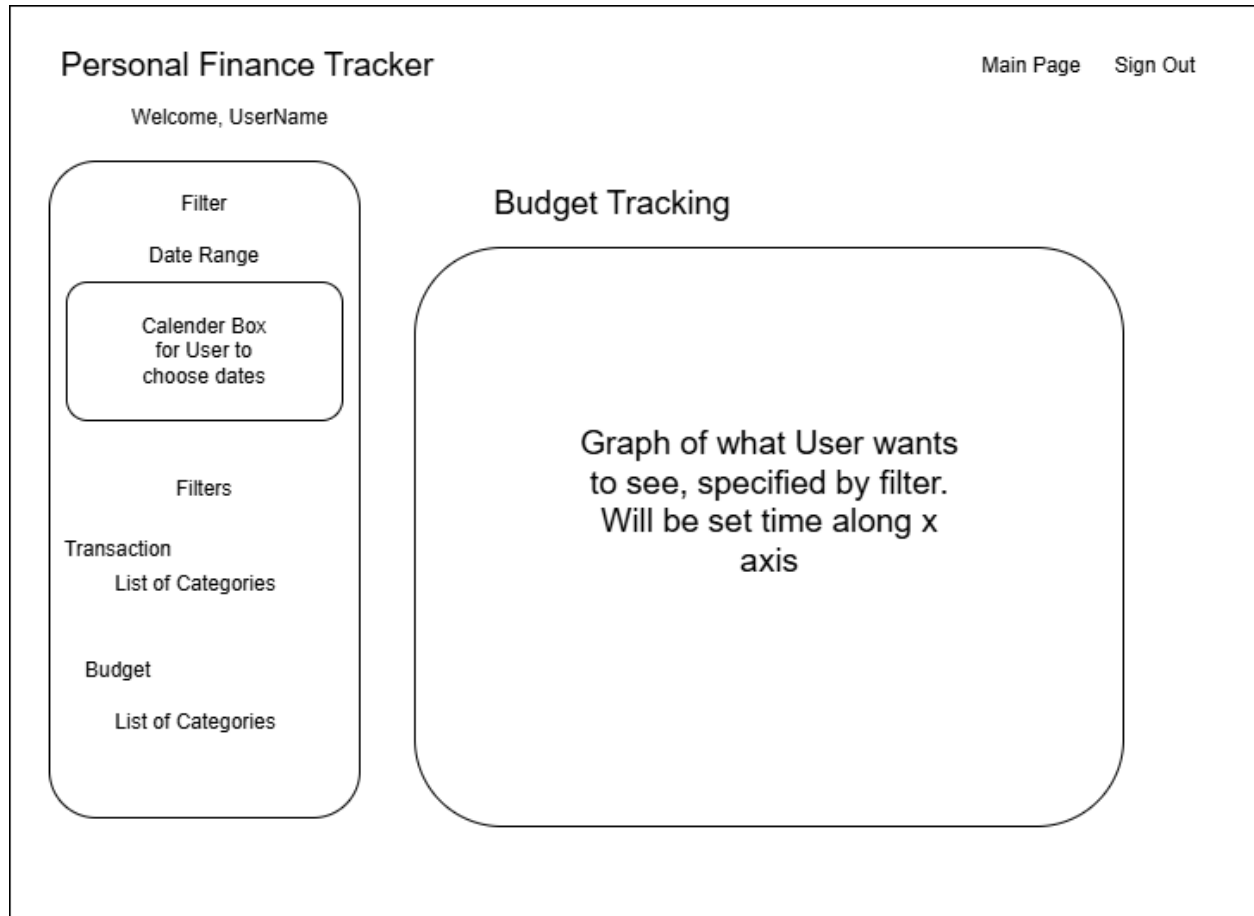 Personal Finance Tracker
Main Page
Sign Out
Welcome, UserName
Filter
Date Range
Calender Box
for User to
choose dates
Filters
Transaction
List of Categories
Budget
List of Categories
Budget Tracking
Graph of what User wants
to see, specified by filter.
Will be set time along x
axis